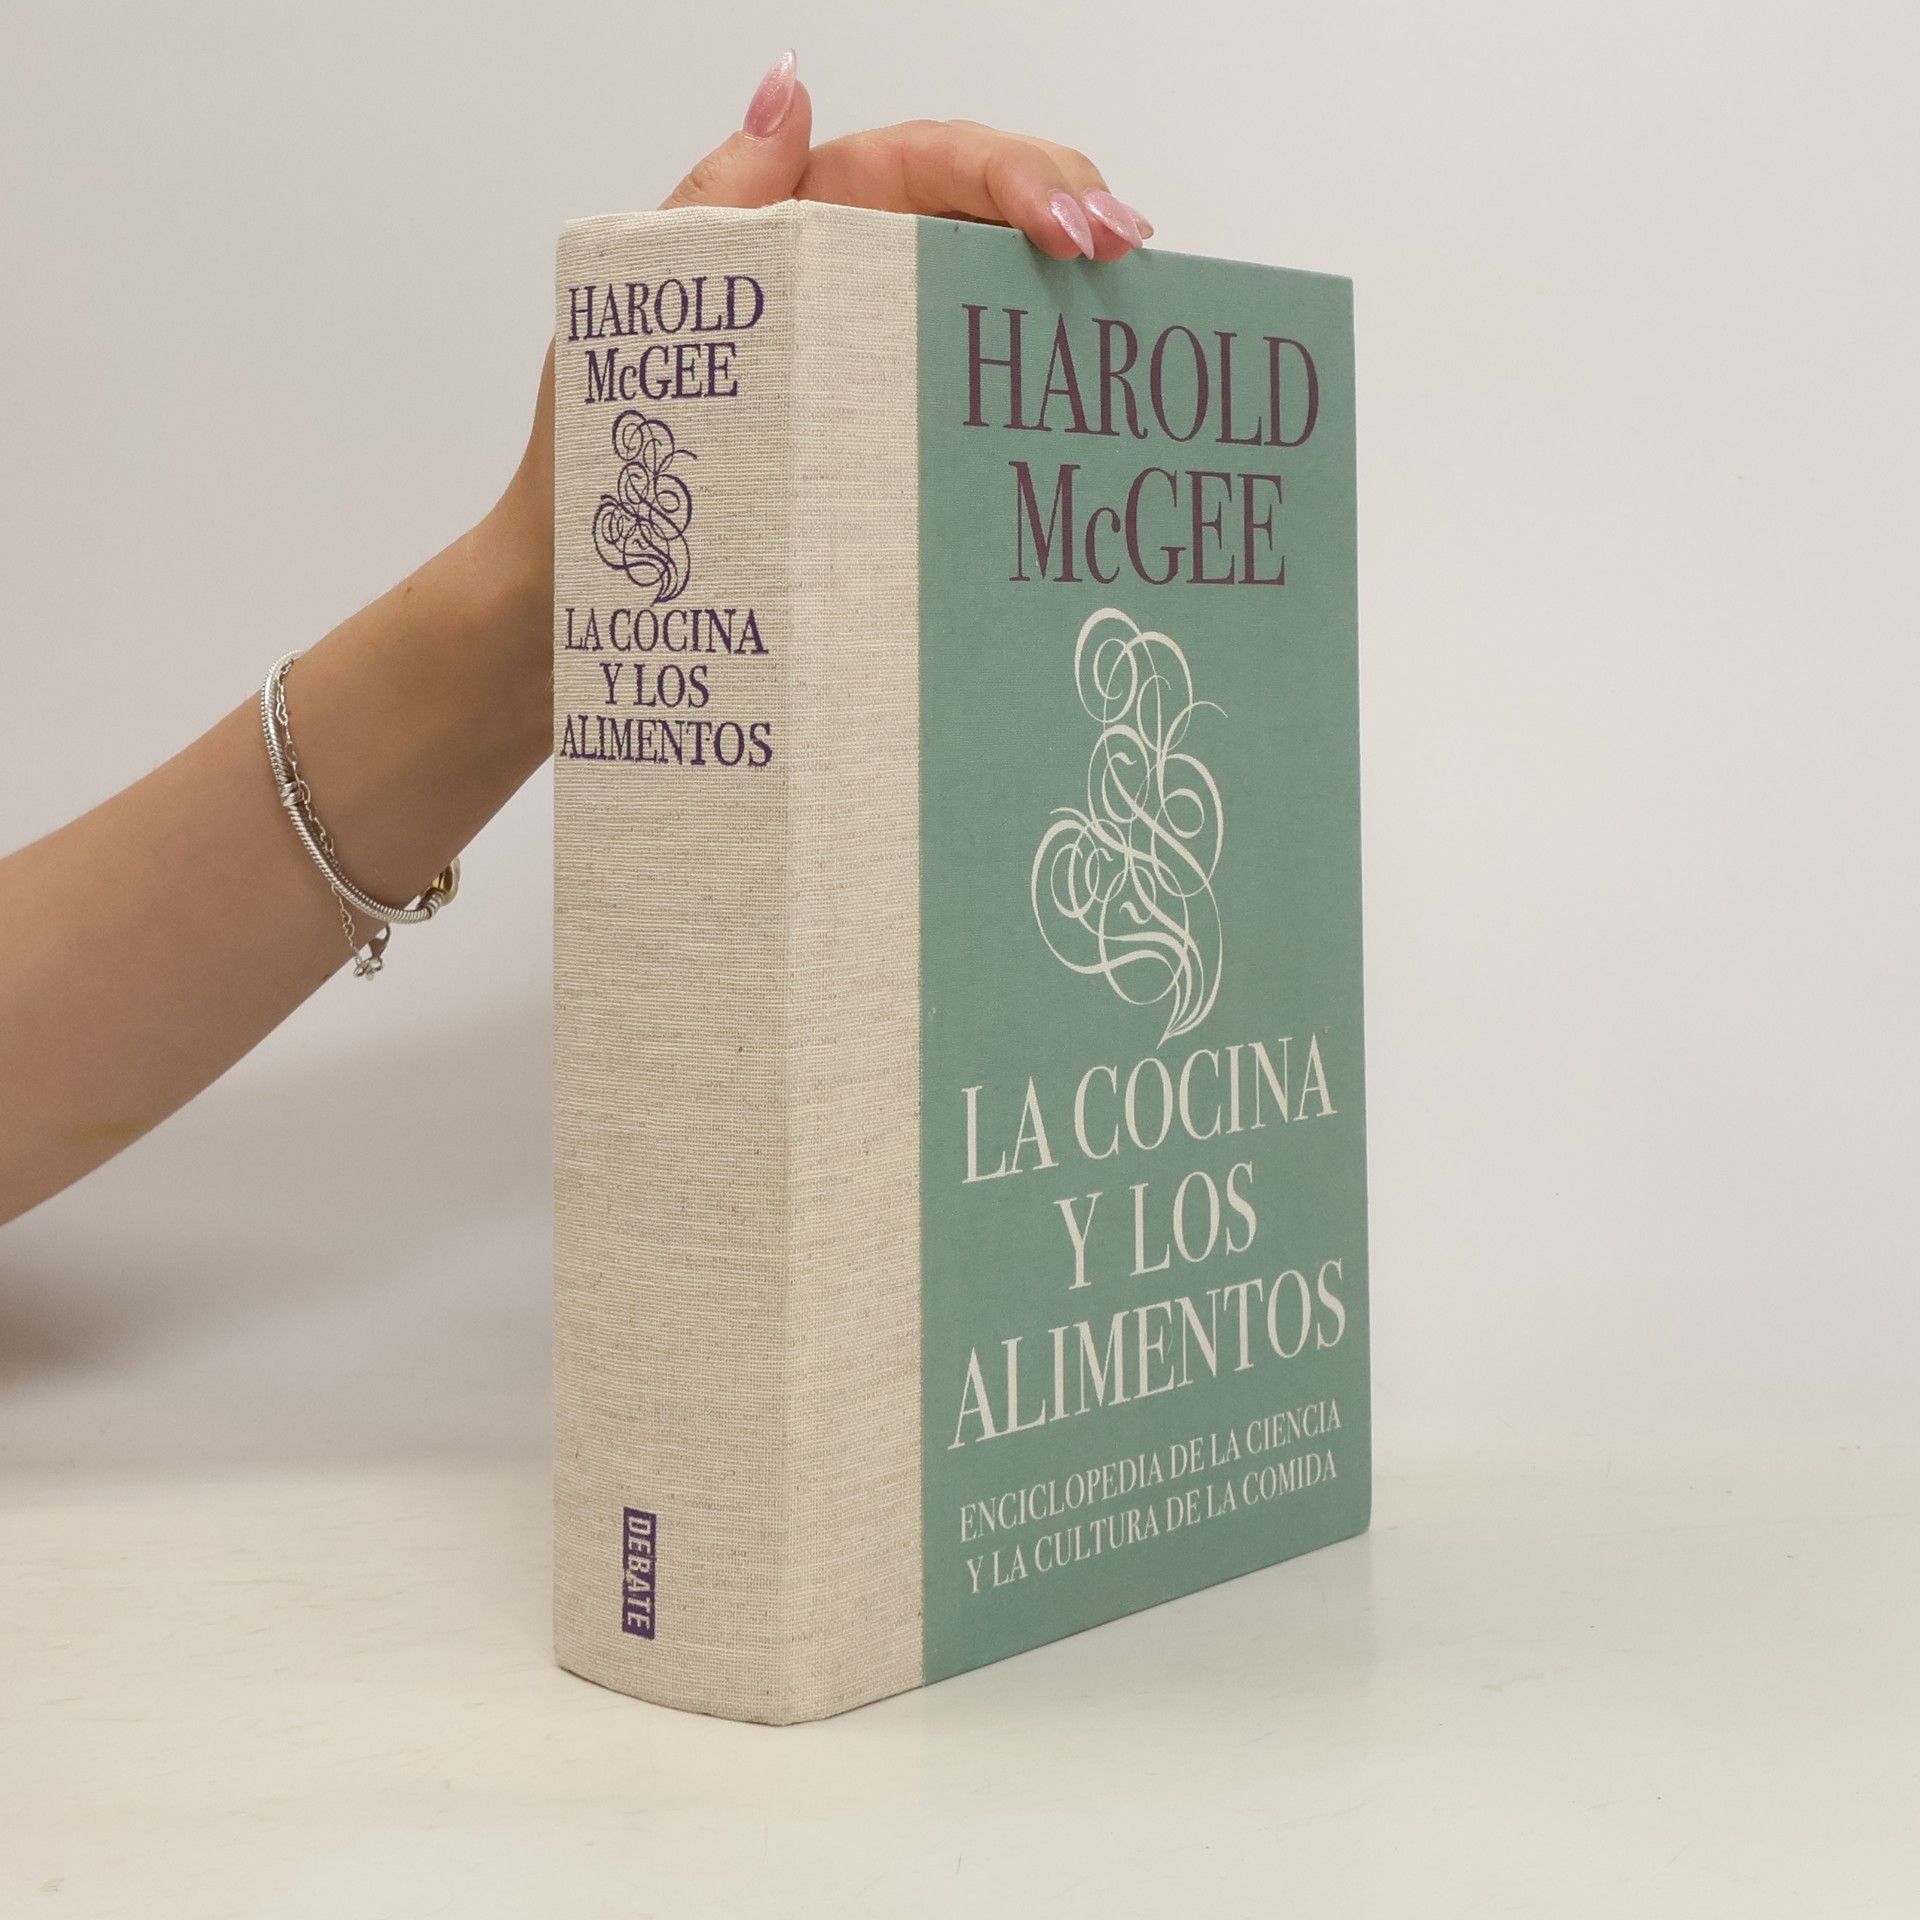 HAROLD
McGEE
LA COCINA
Y LOS
ALIMENTOS
DEBATE
HAROLD
McGEE
LA COCINA
Y LOS
ALIMENTOS
ENCICLOPEDIA DE LA CIENCIA
Y LA CULTURA DE LA COMIDA